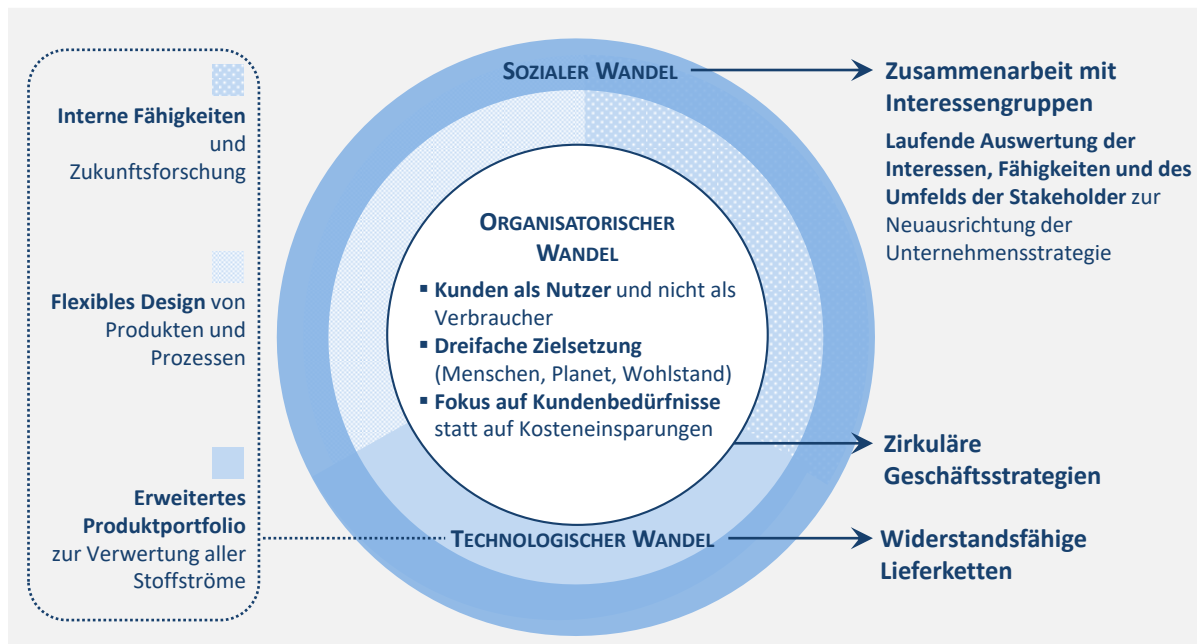 Interne Fähigkeiten
und
Zukunftsforschung
Flexibles Design von
Produkten und
Prozessen
Erweitertes
Produktportfolio
zur Verwertung aller
Stoffströme
SOZIALER WANDEL
ORGANISATORISCHER
WANDEL
▪ Kunden als Nutzer und nicht als
Verbraucher
▪ Dreifache Zielsetzung
(Menschen, Planet, Wohlstand)
▪ Fokus auf Kundenbedürfnisse
statt auf Kosteneinsparungen
TECHNOLOGISCHER WANDEL
Zusammenarbeit mit
Interessengruppen
Laufende Auswertung der
Interessen, Fähigkeiten und des
Umfelds der Stakeholder zur
Neuausrichtung der
Unternehmensstrategie
Zirkuläre
Geschäftsstrategien
Widerstandsfähige
Lieferketten